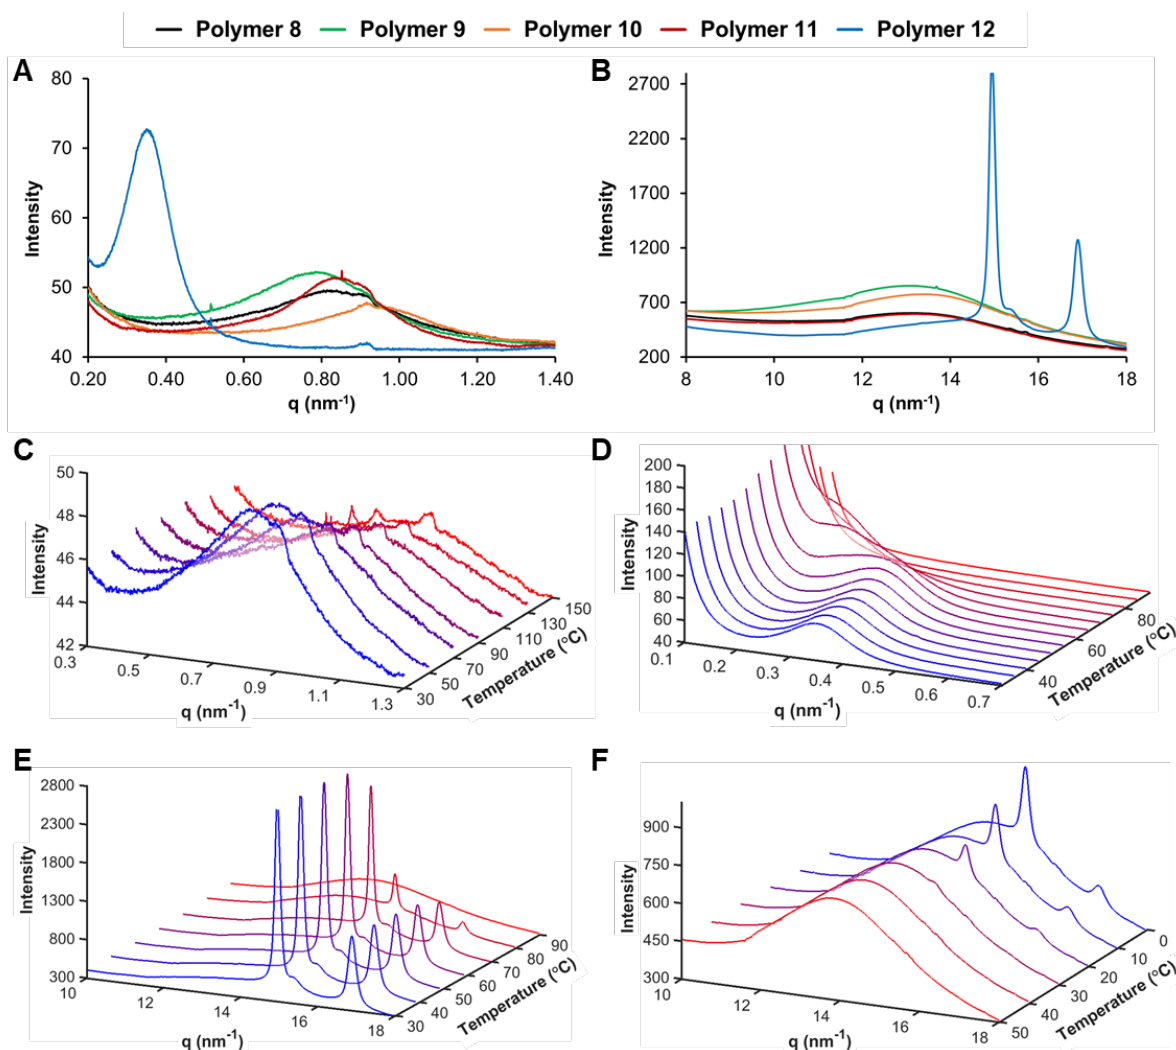 Polymer 8 Polymer 9 Polymer 10 Polymer 11 Polymer 12
A
80
70
60
50
40
Intensity
0.20 0.40 0.60 0.80 1.00 1.20 1.40
q (nm-1)
B
2700
2200
1700
1200
700
200
Intensity
8 10 12 14 16 18
q (nm-1)
C
50
48
46
44
42
Intensity
0.3 0.5 0.7 0.9 1.1 1.3
q (nm-1)
30 50 70 90 110 130 150
Temperature (°C)
D
200
180
160
140
120
100
80
60
40
Intensity
0.1 0.2 0.3 0.4 0.5 0.6 0.7
q (nm-1)
40 60 80
Temperature (°C)
E
2800
2300
1800
1300
800
300
Intensity
10 12 14 16 18
q (nm-1)
30 40 50 60 70 80 90
Temperature (°C)
F
900
750
600
450
300
Intensity
10 12 14 16 18
q (nm-1)
50 40 30 20 10 0
Temperature (°C)